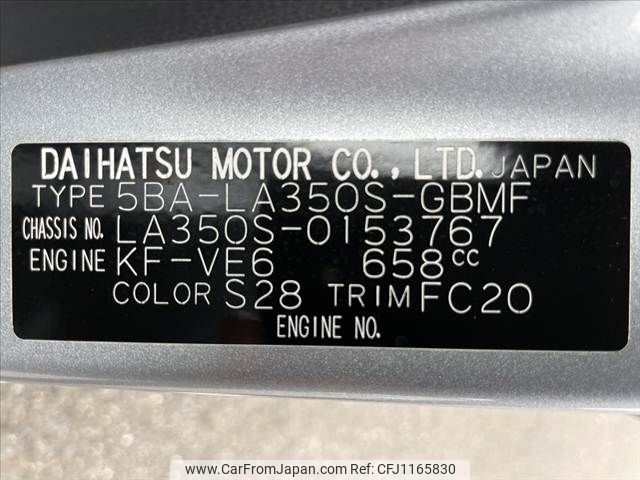 DAIHATSU MOTOR CO., LTD. JAPAN
TYPE 5BA-LA350S-GBMF
CHASSIS NO. LA350S-0153767
ENGINE KF-VE6 658cc
COLOR S28 TRIM FC20
ENGINE NO.
© www.CarFromJapan.com CFJ1165830